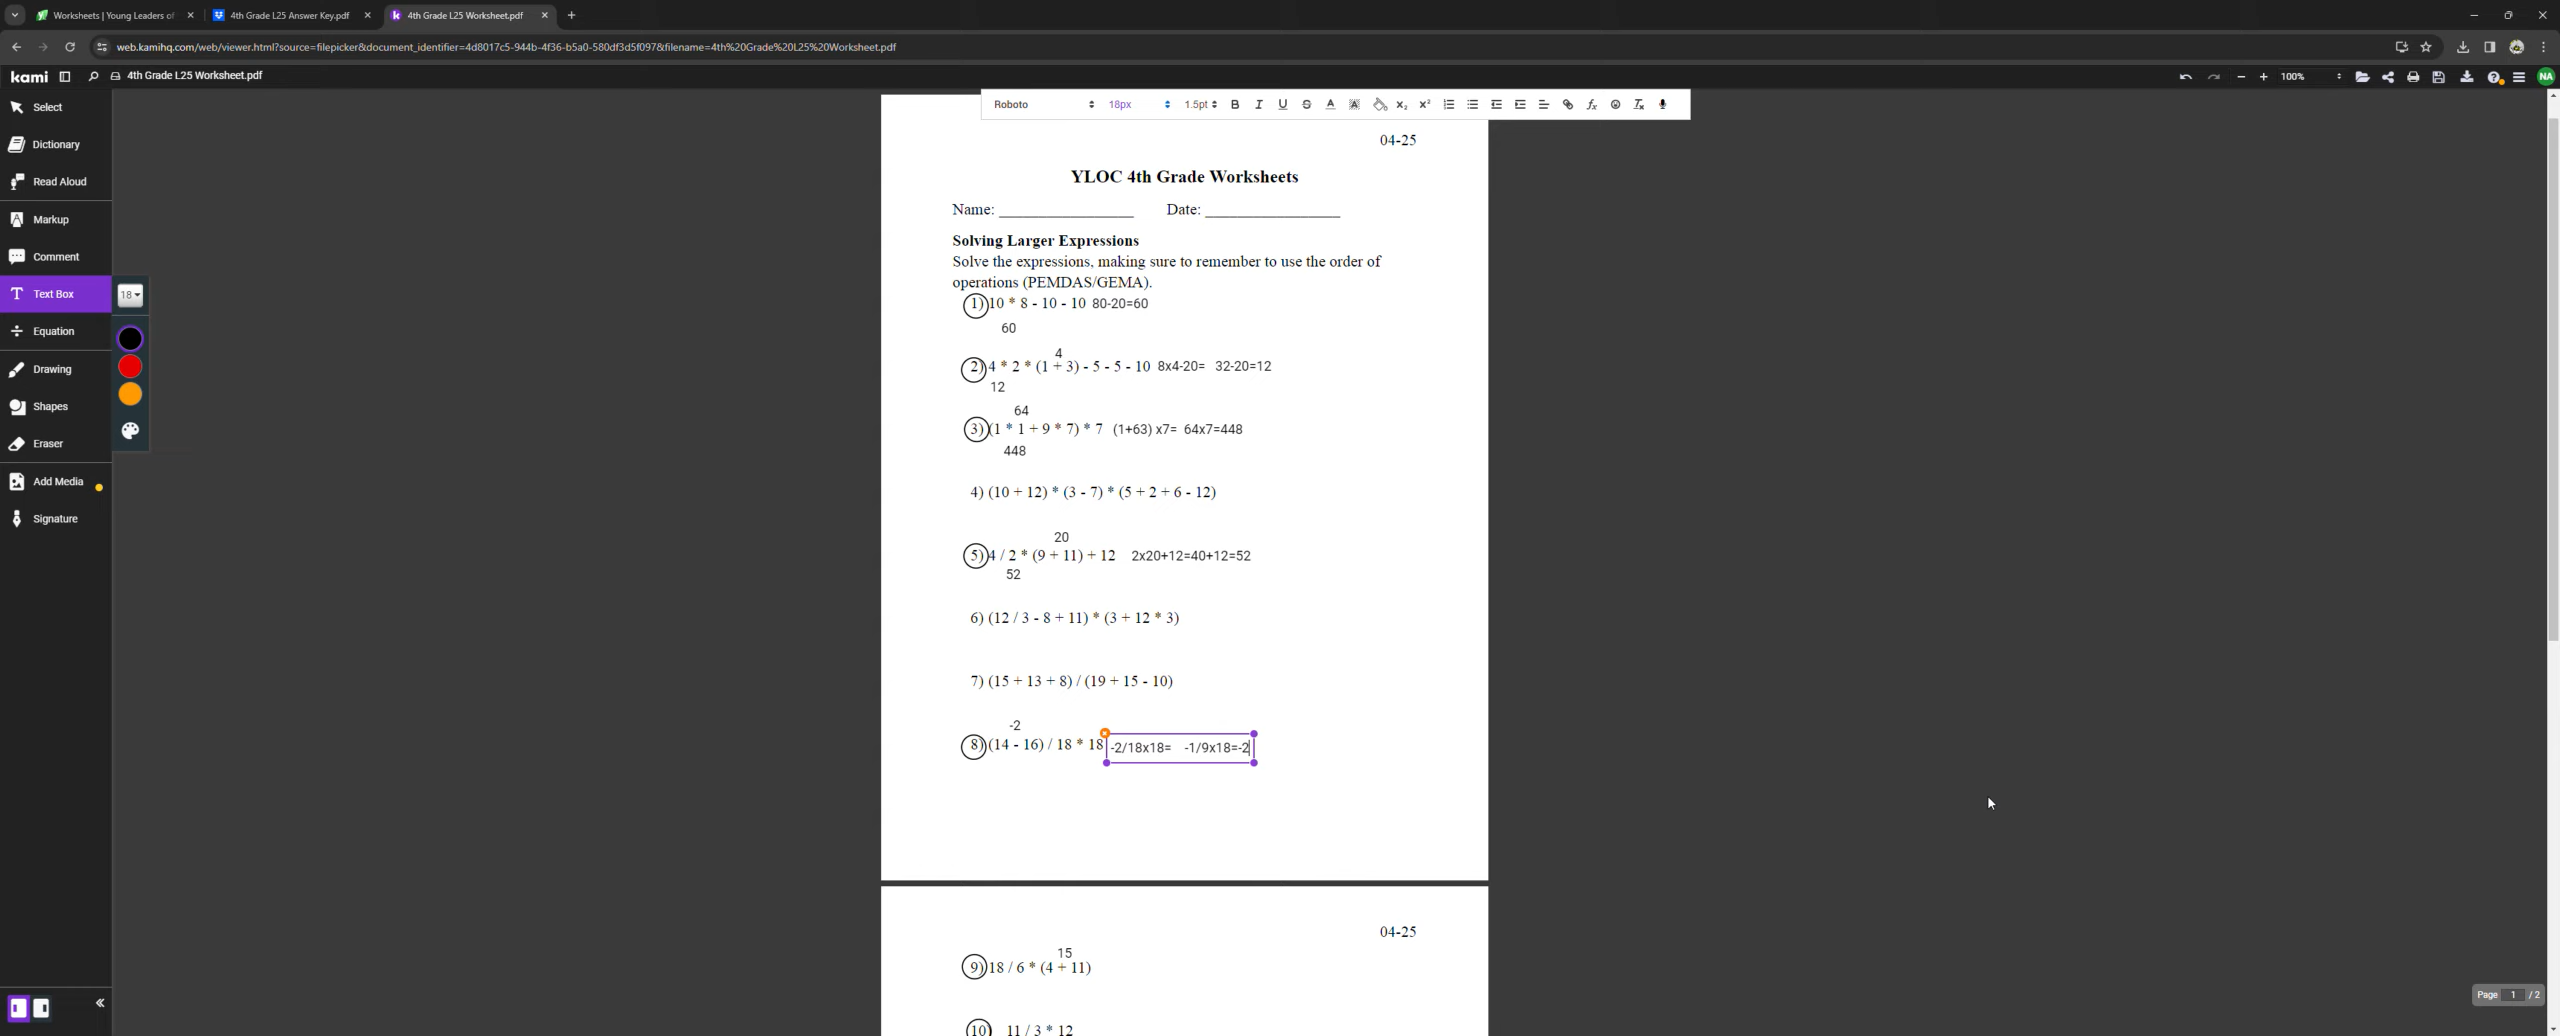 Worksheets | Young Leaders of
4th Grade L25 Answer Key.pdf
4th Grade L25 Worksheet.pdf
web.kamihq.com/web/viewer.html?source=filepicker&document_identifier=4d8017c5-944b-4f36-b5a0-580df3d5f097&filename=4th%20Grade%20L25%20Worksheet.pdf
kami 4th Grade L25 Worksheet.pdf 100% NA
Select
Dictionary
Read Aloud
Markup
Comment
Text Box
Equation
Drawing
Shapes
Eraser
Add Media
Signature
18
Roboto 18px 1.5pt B I U S A A X₂ X² fx Tx
04-25
YLOC 4th Grade Worksheets
Name: __________________ Date: __________________
Solving Larger Expressions
Solve the expressions, making sure to remember to use the order of
operations (PEMDAS/GEMA).
1) 10 * 8 - 10 - 10 80-20=60
60
4
2) 4 * 2 * (1 + 3) - 5 - 5 - 10 8x4-20= 32-20=12
12
64
3) (1 * 1 + 9 * 7) * 7 (1+63) x7= 64x7=448
448
4) (10 + 12) * (3 - 7) * (5 + 2 + 6 - 12)
20
5) 4 / 2 * (9 + 11) + 12 2x20+12=40+12=52
52
6) (12 / 3 - 8 + 11) * (3 + 12 * 3)
7) (15 + 13 + 8) / (19 + 15 - 10)
-2
8) (14 - 16) / 18 * 18 -2/18x18= -1/9x18=-2
04-25
15
9) 18 / 6 * (4 + 11)
10) 11 / 3 * 12
Page 1 / 2